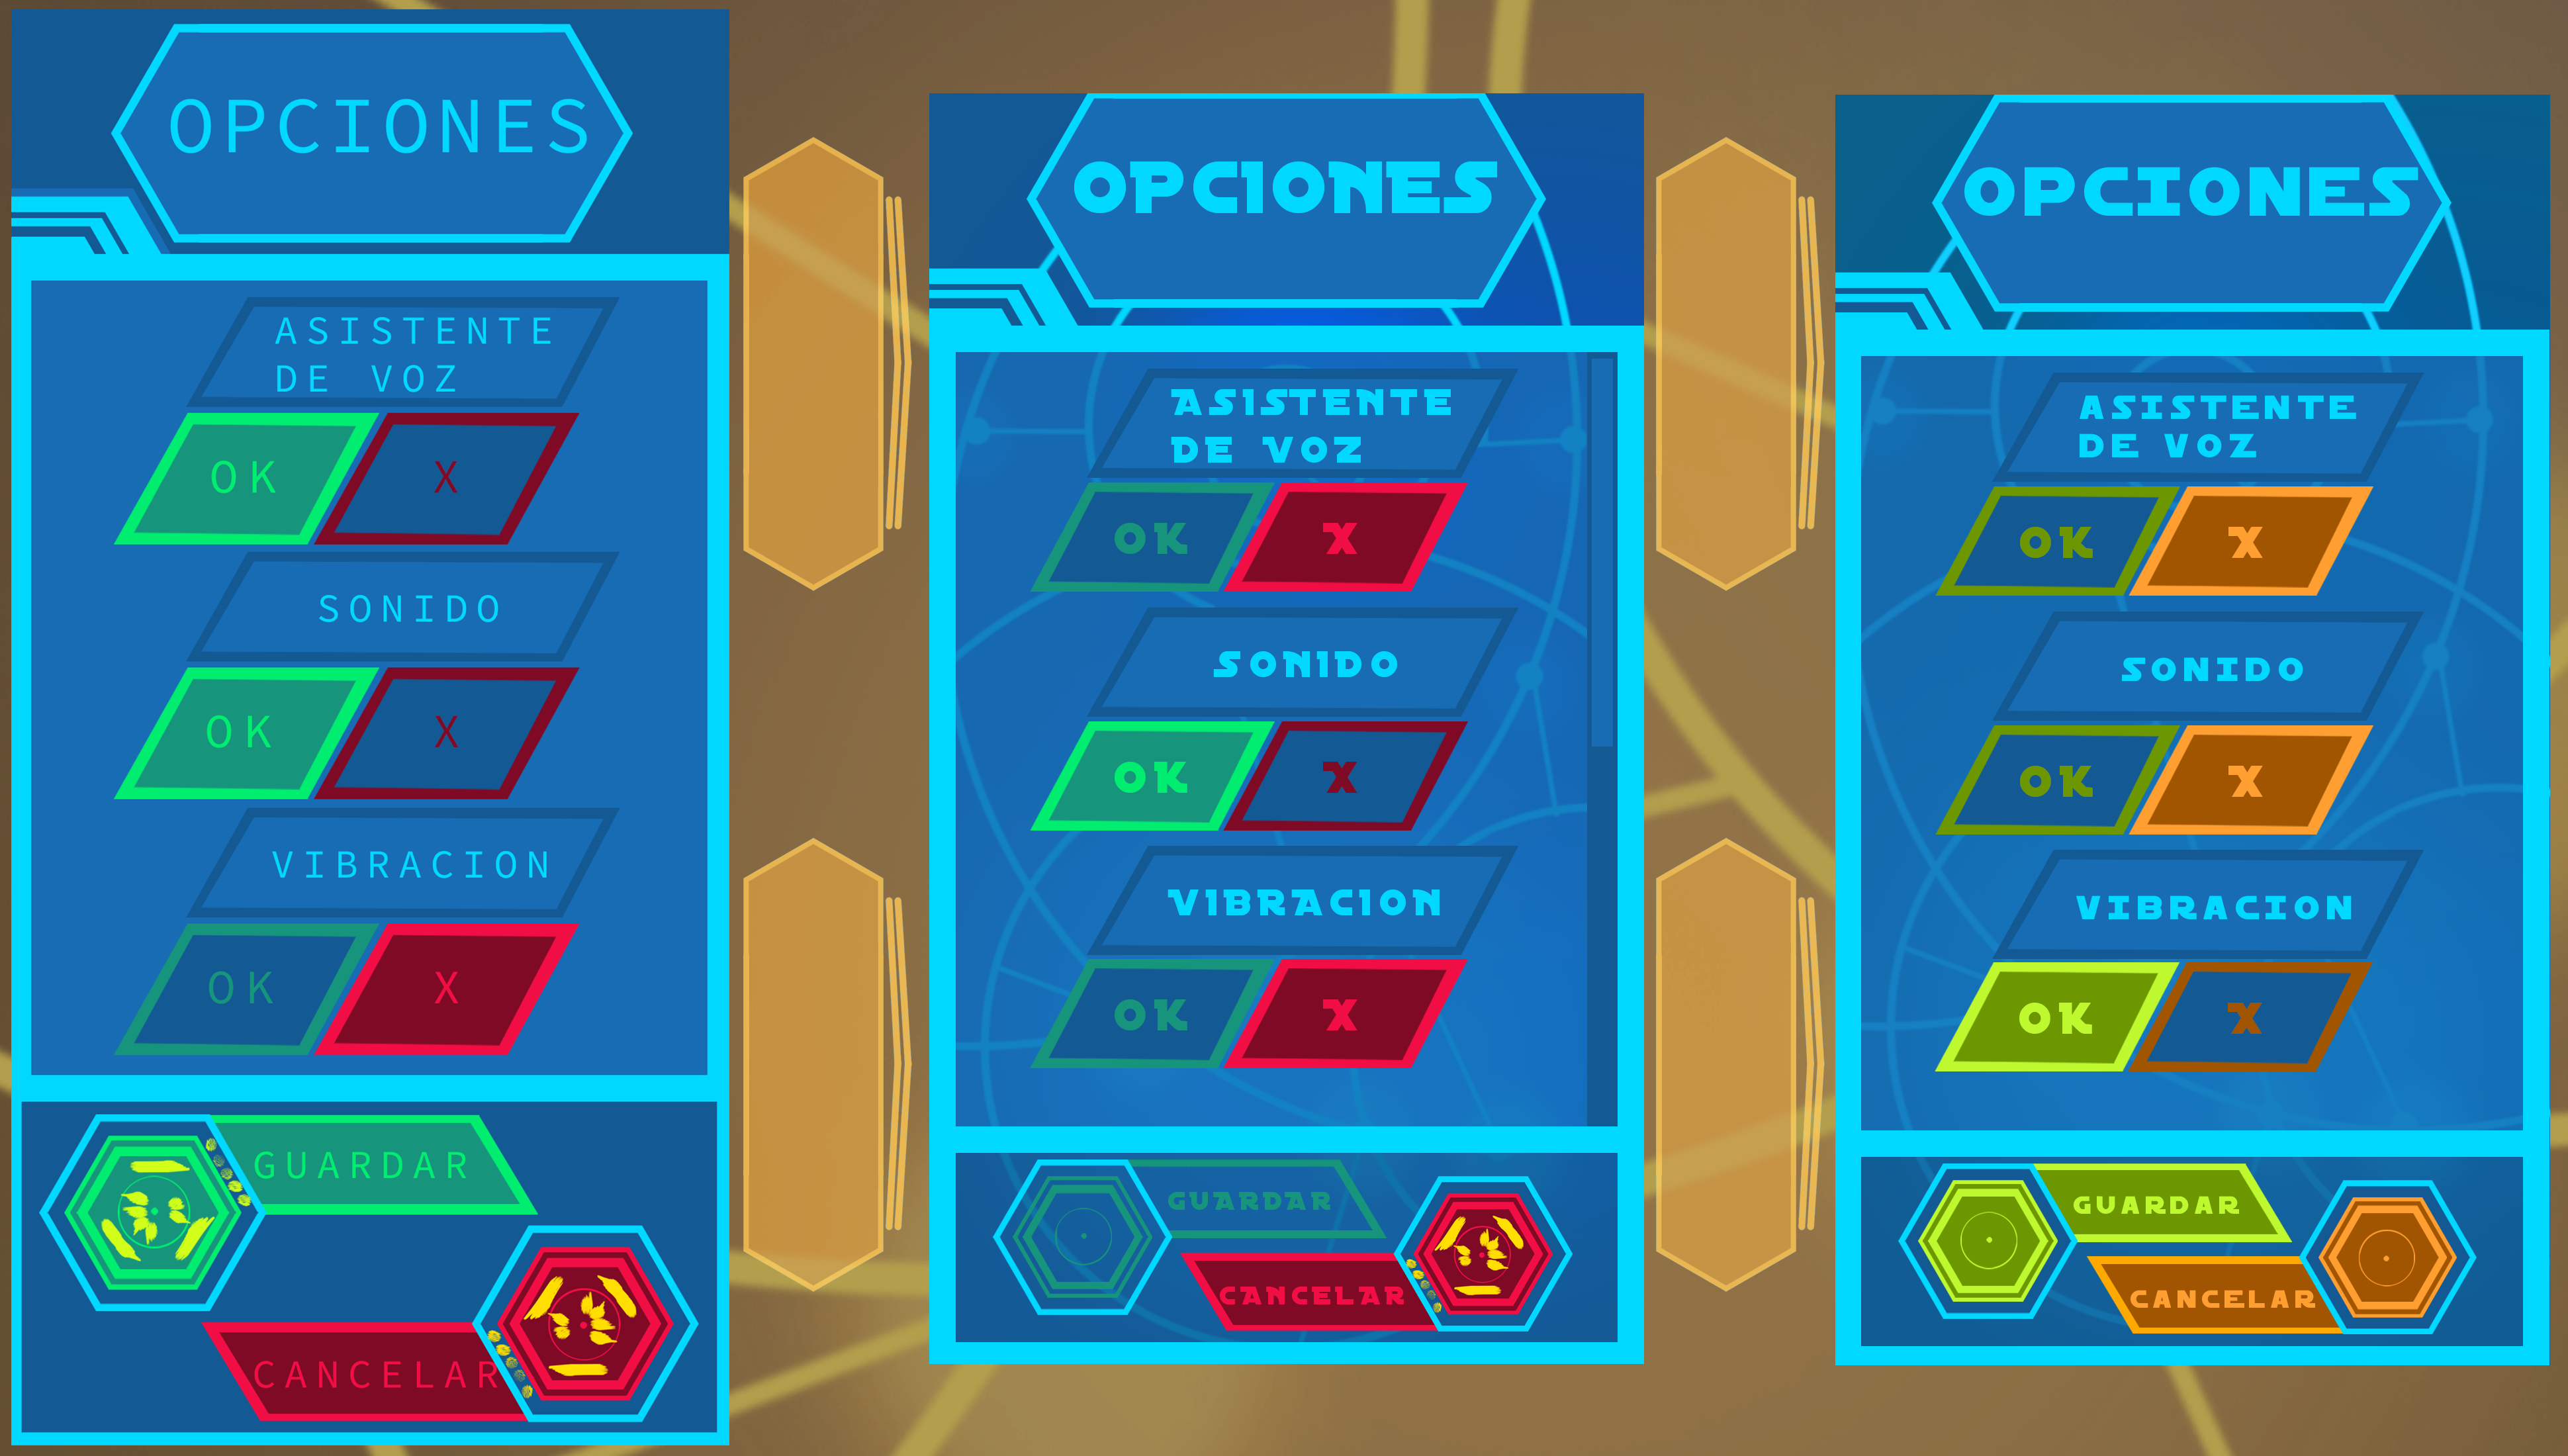 OPCIONES
ASISTENTE
DE VOZ
OK X
SONIDO
OK X
VIBRACION
OK X
GUARDAR
CANCELAR
OPCIONES
ASISTENTE
DE VOZ
OK X
SONIDO
OK X
VIBRACION
OK X
GUARDAR
CANCELAR
OPCIONES
ASISTENTE
DE VOZ
OK X
SONIDO
OK X
VIBRACION
OK X
GUARDAR
CANCELAR